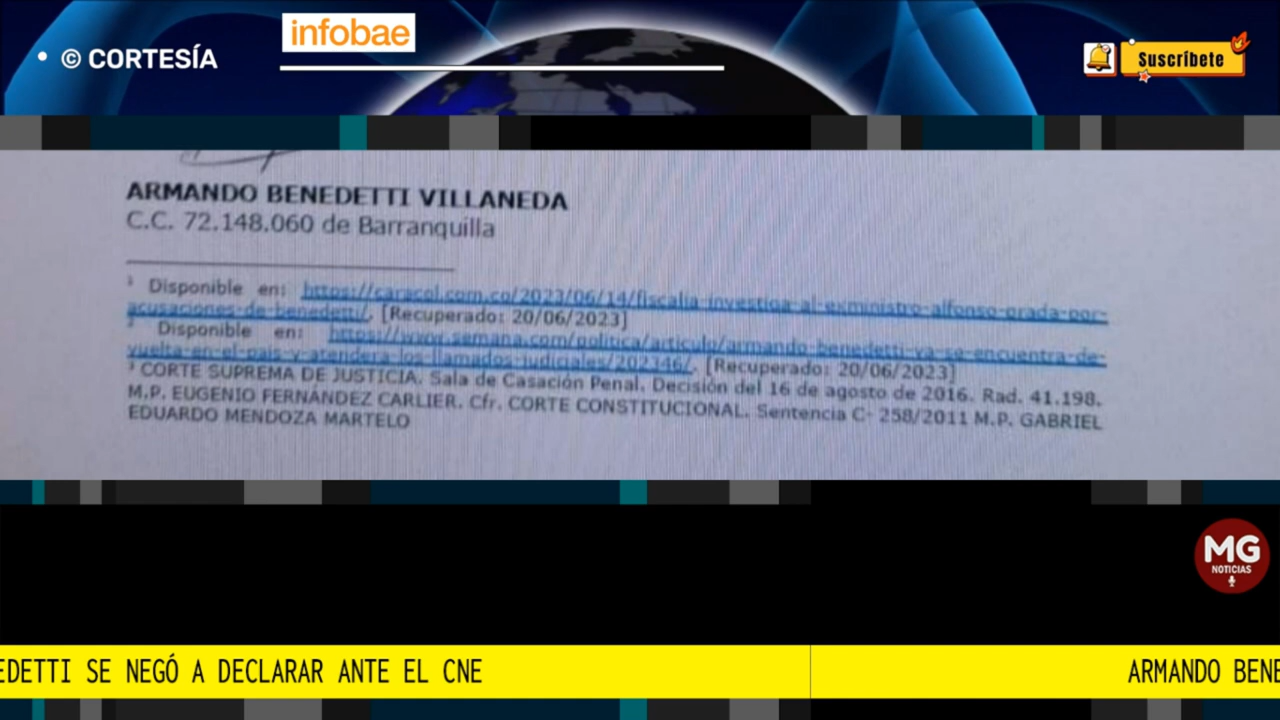 • © CORTESÍA
infobae
Suscríbete
ARMANDO BENEDETTI VILLANEDA
C.C. 72.148.060 de Barranquilla
¹ Disponible en: https://caracol.com.co/2023/06/14/fiscalia-investiga-al-exministro-alfonso-prada-por-
acusaciones-de-benedetti/. [Recuperado: 20/06/2023]
² Disponible en: https://www.semana.com/politica/articulo/armando-benedetti-ya-se-encuentra-de-
vuelta-en-el-pais-y-atendera-los-llamados-judiciales/202346/. [Recuperado: 20/06/2023]
³ CORTE SUPREMA DE JUSTICIA. Sala de Casación Penal. Decisión del 16 de agosto de 2016. Rad. 41.198.
M.P. EUGENIO FERNÁNDEZ CARLIER. Cfr. CORTE CONSTITUCIONAL. Sentencia C- 258/2011 M.P. GABRIEL
EDUARDO MENDOZA MARTELO
MG
NOTICIAS
EDETTI SE NEGÓ A DECLARAR ANTE EL CNE
ARMANDO BENE